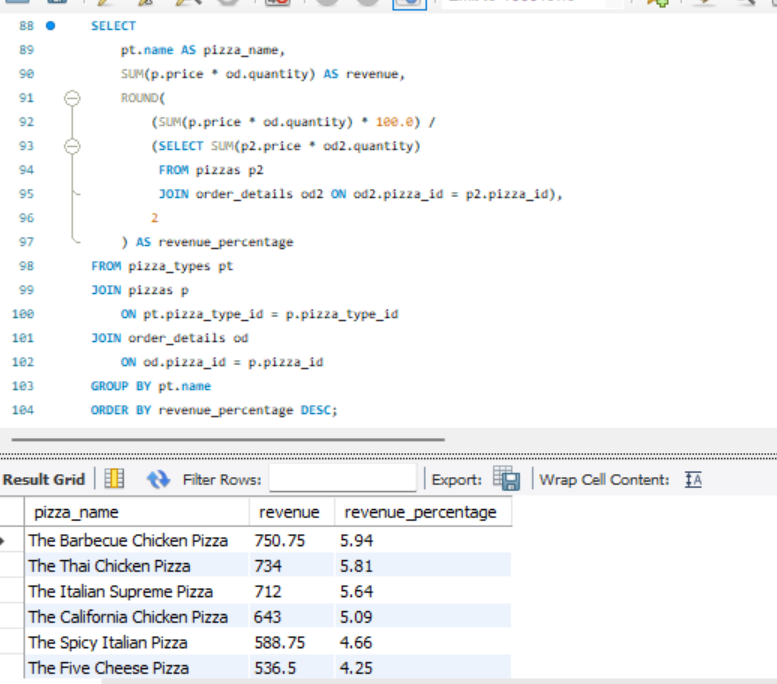 88 SELECT
89 pt.name AS pizza_name,
90 SUM(p.price * od.quantity) AS revenue,
91 ROUND(
92 (SUM(p.price * od.quantity) * 100.0) /
93 (SELECT SUM(p2.price * od2.quantity)
94 FROM pizzas p2
95 JOIN order_details od2 ON od2.pizza_id = p2.pizza_id),
96 2
97 ) AS revenue_percentage
98 FROM pizza_types pt
99 JOIN pizzas p
100 ON pt.pizza_type_id = p.pizza_type_id
101 JOIN order_details od
102 ON od.pizza_id = p.pizza_id
103 GROUP BY pt.name
104 ORDER BY revenue_percentage DESC;
Result Grid Filter Rows: Export: Wrap Cell Content:
pizza_name revenue revenue_percentage
The Barbecue Chicken Pizza 750.75 5.94
The Thai Chicken Pizza 734 5.81
The Italian Supreme Pizza 712 5.64
The California Chicken Pizza 643 5.09
The Spicy Italian Pizza 588.75 4.66
The Five Cheese Pizza 536.5 4.25